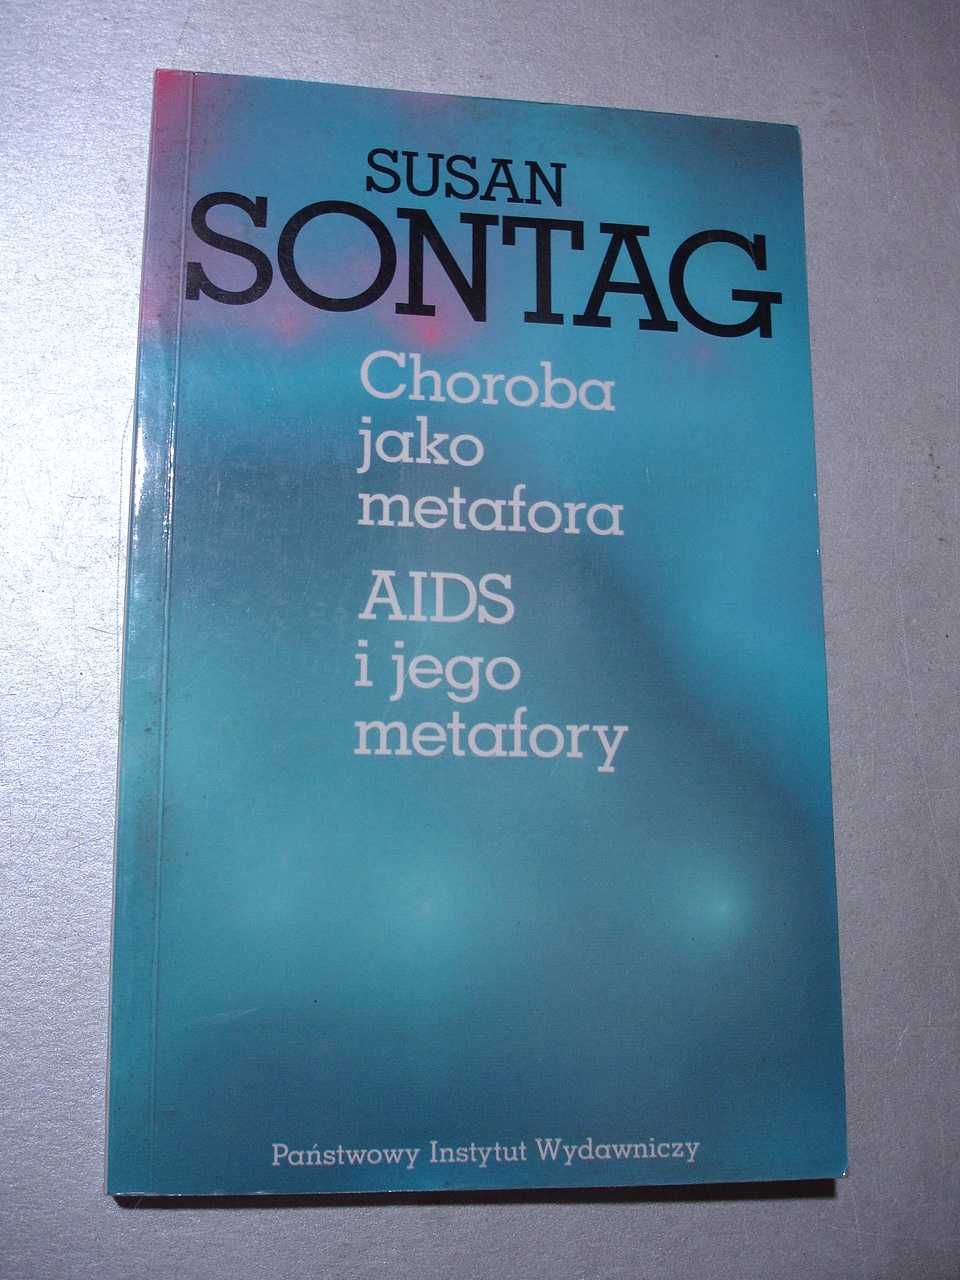 SUSAN
SONTAG
Choroba
jako
metafora
AIDS
i jego
metafory
Państwowy Instytut Wydawniczy